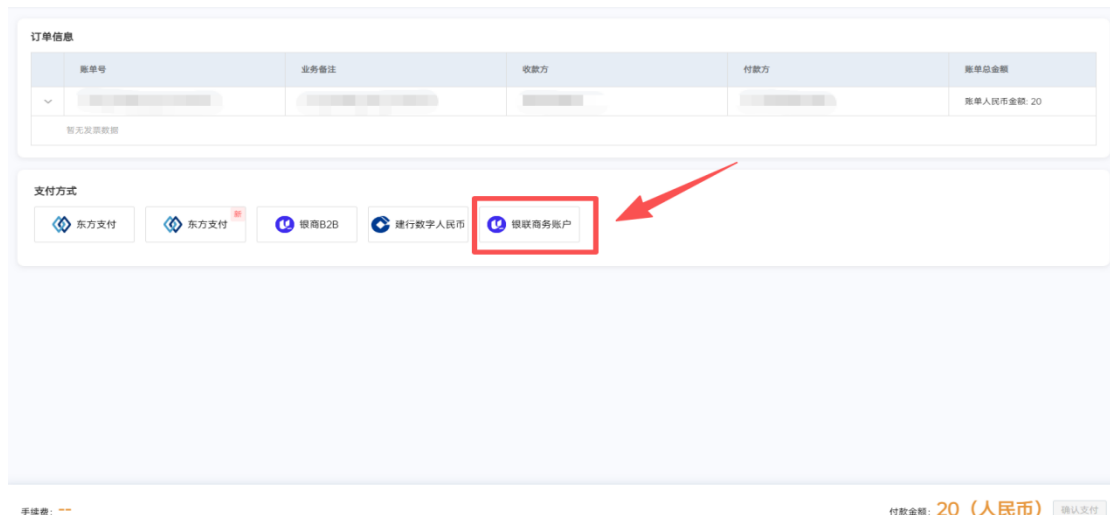 订单信息
账单号 业务备注 收款方 付款方 账单总金额
账单人民币金额: 20
暂无发票数据
支付方式
东方支付 东方支付 新 银商B2B 建行数字人民币 银联商务账户
手续费: -- 付款金额: 20（人民币） 确认支付